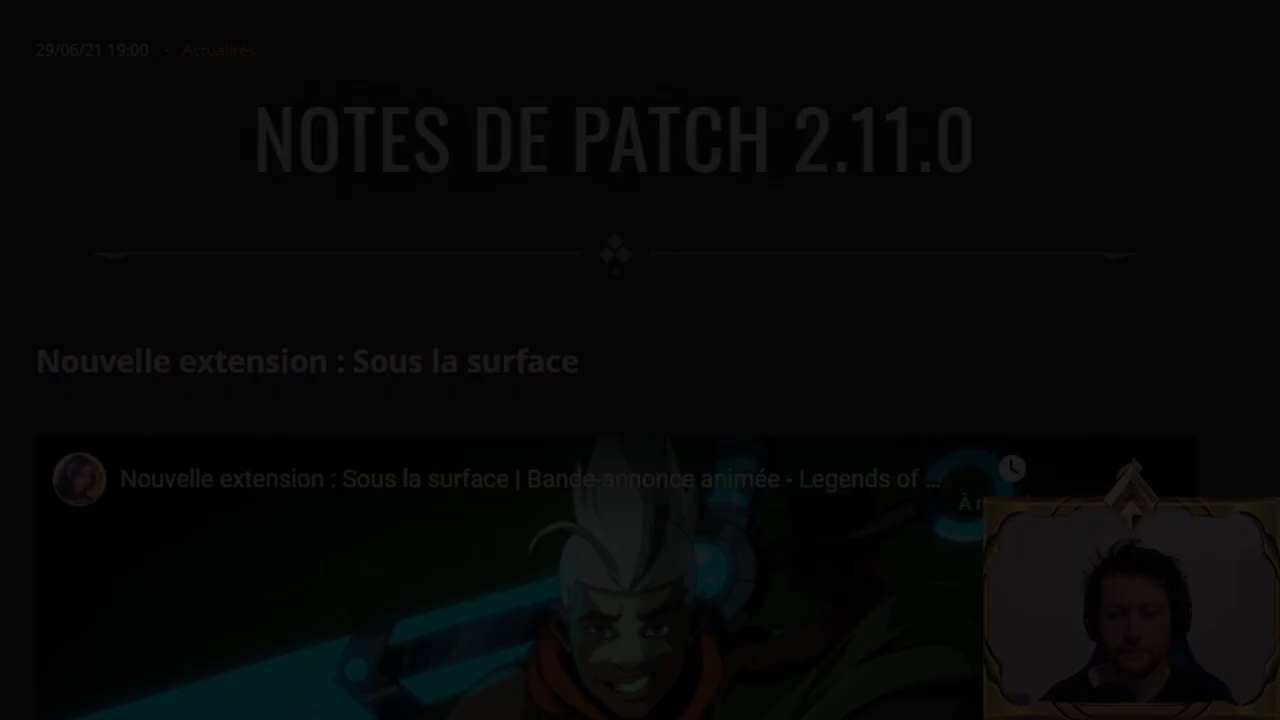 29/06/21 19:00 · Actualités
NOTES DE PATCH 2.11.0
Nouvelle extension : Sous la surface
Nouvelle extension : Sous la surface | Bande-annonce animée - Legends of ...
À r